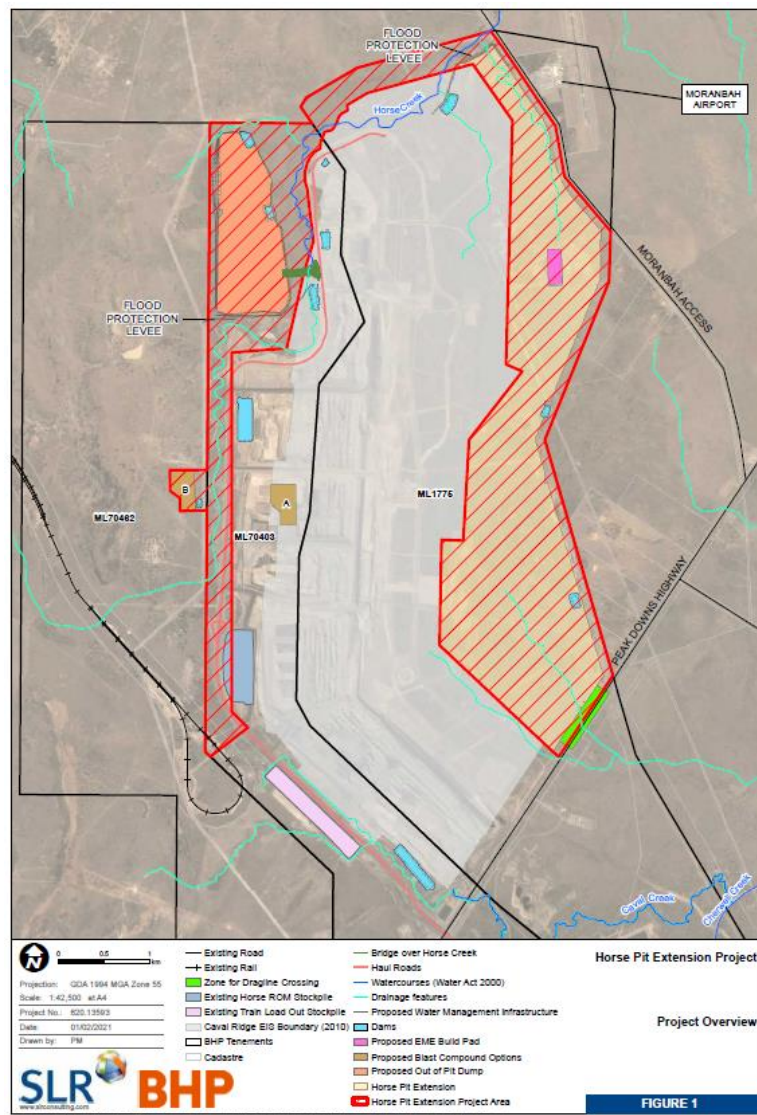 FLOOD
PROTECTION
LEVEE
MORANBAH
AIRPORT
Horse Creek
MORANBAH ACCESS
FLOOD
PROTECTION
LEVEE
B
A
ML1775
ML70462
ML70403
PEAK DOWNS HIGHWAY
Caval Creek
Cherwell Creek
0 0.5 1
km
Projection: GDA 1994 MGA Zone 55
Scale: 1:42,500 at A4
Project No.: 620.13593
Date: 01/02/2021
Drawn by: PM
SLR
www.slrconsulting.com
BHP
Existing Road
Existing Rail
Zone for Dragline Crossing
Existing Horse ROM Stockpile
Existing Train Load Out Stockpile
Caval Ridge EIS Boundary (2010)
BHP Tenements
Cadastre
Bridge over Horse Creek
Haul Roads
Watercourses (Water Act 2000)
Drainage features
Proposed Water Management Infrastructure
Dams
Proposed EME Build Pad
Proposed Blast Compound Options
Proposed Out of Pit Dump
Horse Pit Extension
Horse Pit Extension Project Area
Horse Pit Extension Project
Project Overview
FIGURE 1